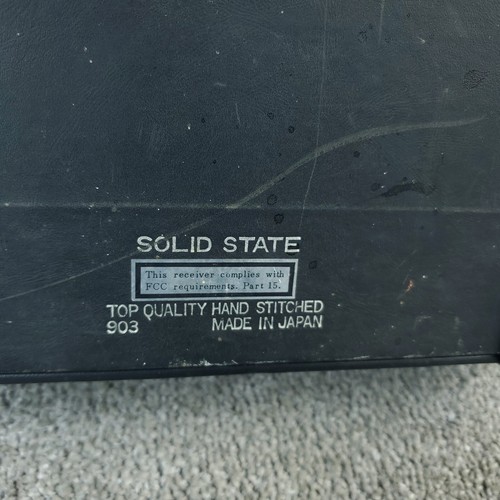 SOLID STATE
This receiver complies with
FCC requirements. Part 15.
TOP QUALITY HAND STITCHED
903 MADE IN JAPAN